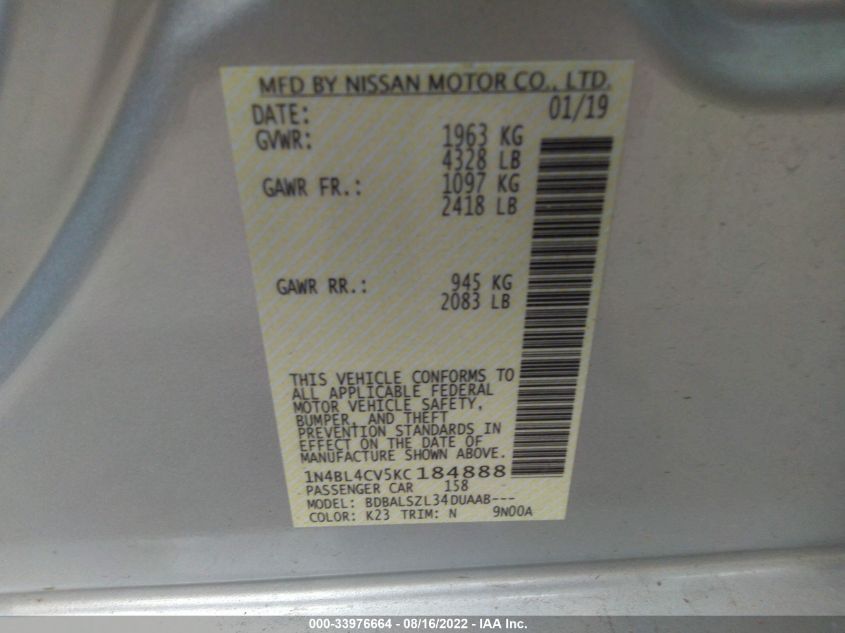 MFD BY NISSAN MOTOR CO., LTD.
DATE: 01/19
GVWR: 1963 KG
4328 LB
GAWR FR.: 1097 KG
2418 LB
GAWR RR.: 945 KG
2083 LB
THIS VEHICLE CONFORMS TO
ALL APPLICABLE FEDERAL
MOTOR VEHICLE SAFETY,
BUMPER, AND THEFT
PREVENTION STANDARDS IN
EFFECT ON THE DATE OF
MANUFACTURE SHOWN ABOVE.
1N4BL4CV5KC184888
PASSENGER CAR 158
MODEL: BDBALSZL34DUAAB---
COLOR: K23 TRIM: N 9N00A
000-33976664 - 08/16/2022 - IAA Inc.